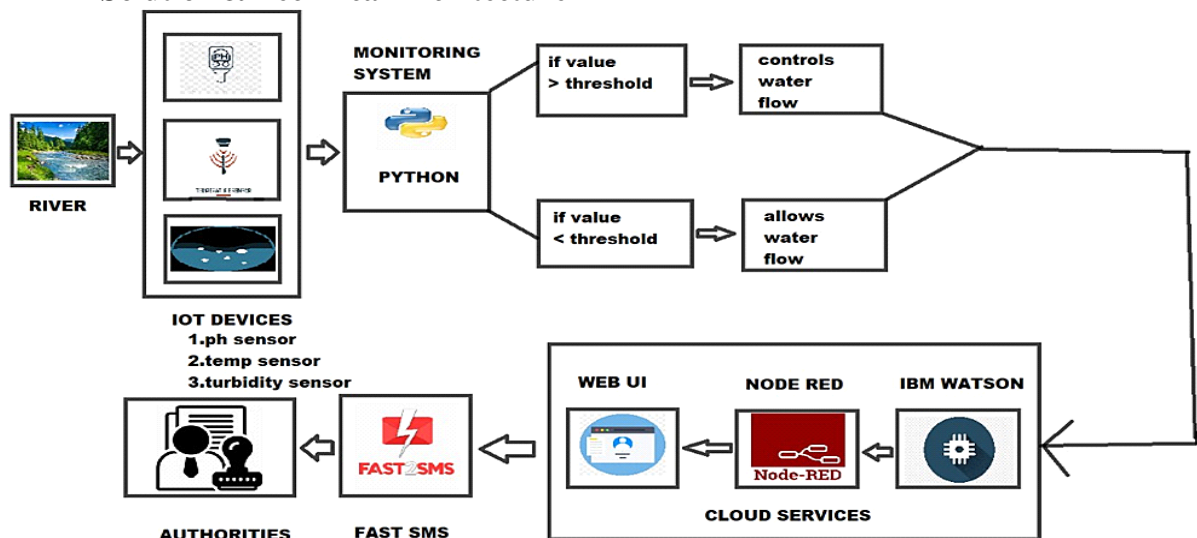 MONITORING
SYSTEM
if value
> threshold
controls
water
flow
PYTHON
RIVER
if value
< threshold
allows
water
flow
IOT DEVICES
1.ph sensor
2.temp sensor
3.turbidity sensor
WEB UI
NODE RED
IBM WATSON
FAST2SMS
Node-RED
CLOUD SERVICES
AUTHORITIES
FAST SMS